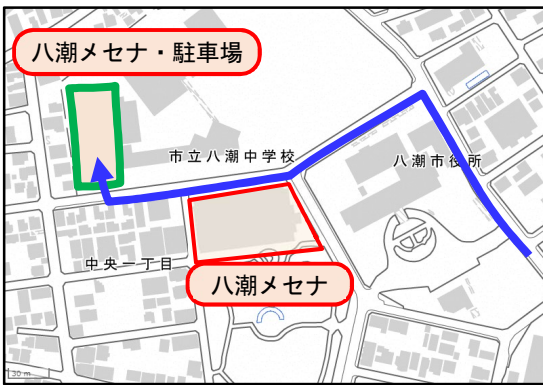 八潮メセナ・駐車場
市立八潮中学校
八潮市役所
中央一丁目
八潮メセナ
30 m